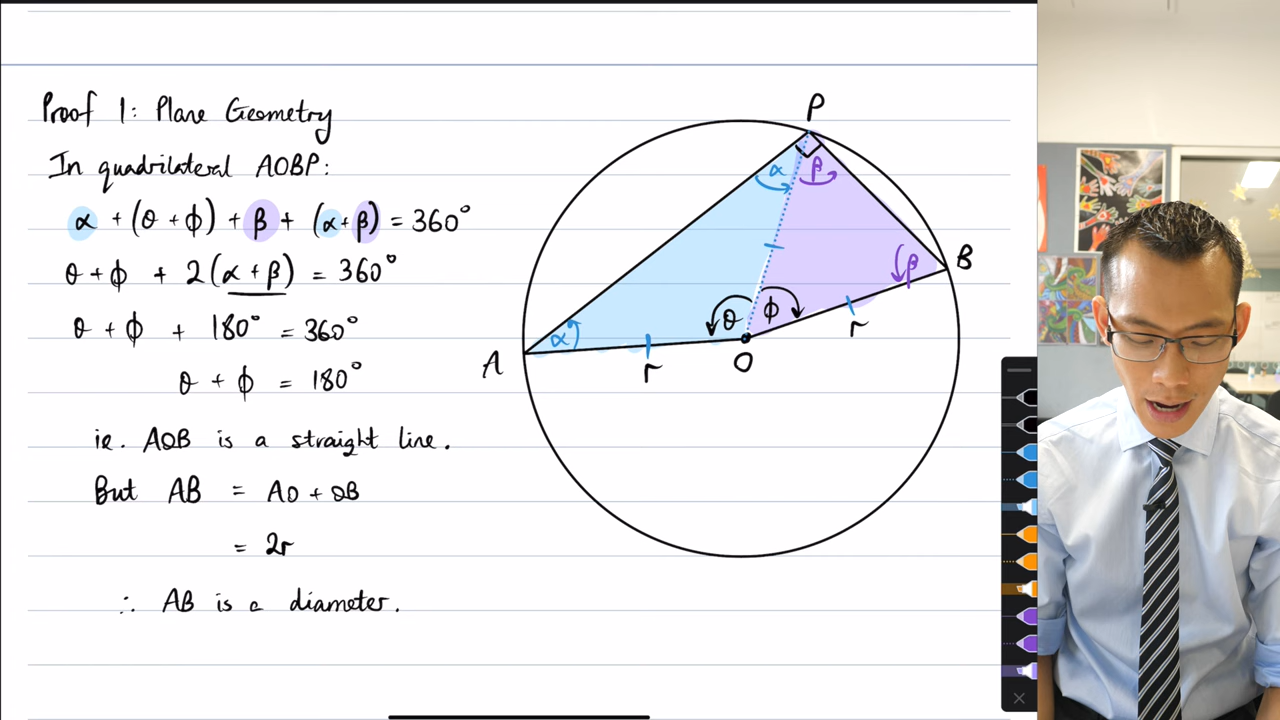 Proof 1: Plane Geometry
In quadrilateral AOBP:
α + (θ + ϕ) + β + (α+β) = 360°
θ + ϕ + 2(α + β) = 360°
θ + ϕ + 180° = 360°
θ + ϕ = 180°
ie. AOB is a straight line.
But AB = AO + OB
= 2r
∴ AB is a diameter.
P
α β
B
β
θ ϕ
r
α
A
r
O